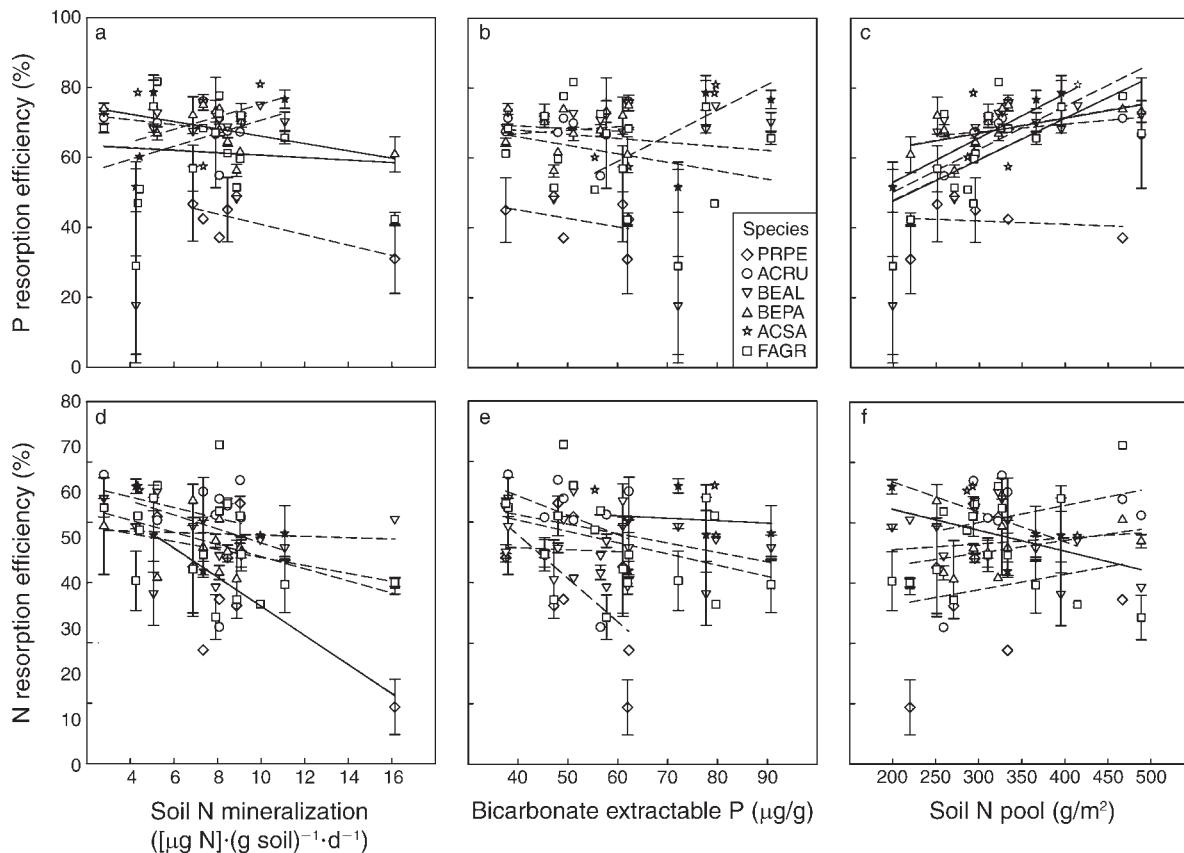 a
b
c
P resorption efficiency (%)
100
80
60
40
20
0
Species
PRPE
ACRU
BEAL
BEPA
ACSA
FAGR
d
e
f
N resorption efficiency (%)
80
70
60
50
40
30
20
10
0
4 6 8 10 12 14 16
40 50 60 70 80 90
200 250 300 350 400 450 500
Soil N mineralization
([μg N]·(g soil)⁻¹·d⁻¹)
Bicarbonate extractable P (μg/g)
Soil N pool (g/m²)